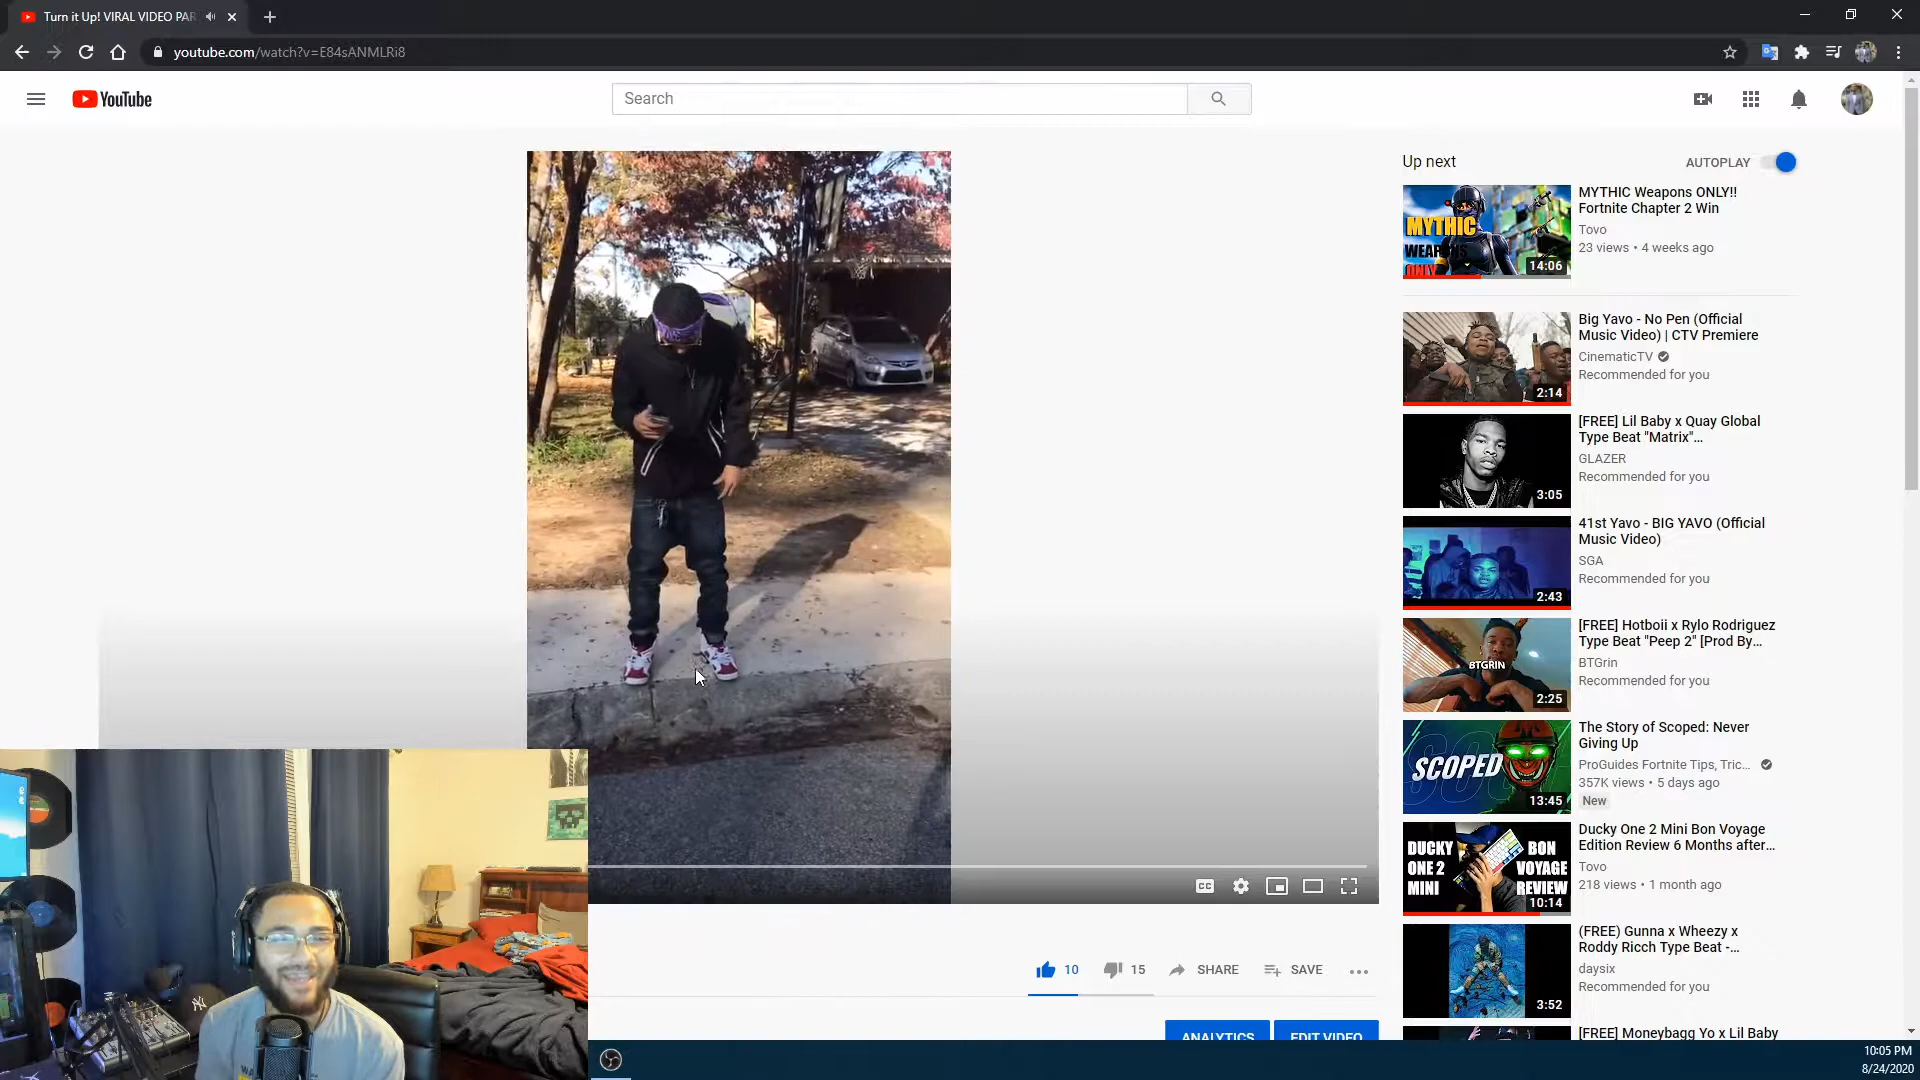 Turn it Up! VIRAL VIDEO PAR
youtube.com/watch?v=E84sANMLRi8
YouTube
Search
Up next
AUTOPLAY
MYTHIC
WEAPONS
ONLY
14:06
MYTHIC Weapons ONLY!!
Fortnite Chapter 2 Win
Tovo
23 views • 4 weeks ago
2:14
Big Yavo - No Pen (Official
Music Video) | CTV Premiere
CinematicTV
Recommended for you
3:05
[FREE] Lil Baby x Quay Global
Type Beat "Matrix"...
GLAZER
Recommended for you
2:43
41st Yavo - BIG YAVO (Official
Music Video)
SGA
Recommended for you
BTGRIN
2:25
[FREE] Hotboii x Rylo Rodriguez
Type Beat "Peep 2" [Prod By...
BTGrin
Recommended for you
SCOPED
13:45
The Story of Scoped: Never
Giving Up
ProGuides Fortnite Tips, Tric...
357K views • 5 days ago
New
DUCKY BON
ONE 2 VOYAGE
MINI REVIEW
10:14
Ducky One 2 Mini Bon Voyage
Edition Review 6 Months after...
Tovo
218 views • 1 month ago
3:52
(FREE) Gunna x Wheezy x
Roddy Ricch Type Beat -...
daysix
Recommended for you
[FREE] Moneybagg Yo x Lil Baby
CC
10
15
SHARE
SAVE
ANALYTICS
EDIT VIDEO
10:05 PM
8/24/2020